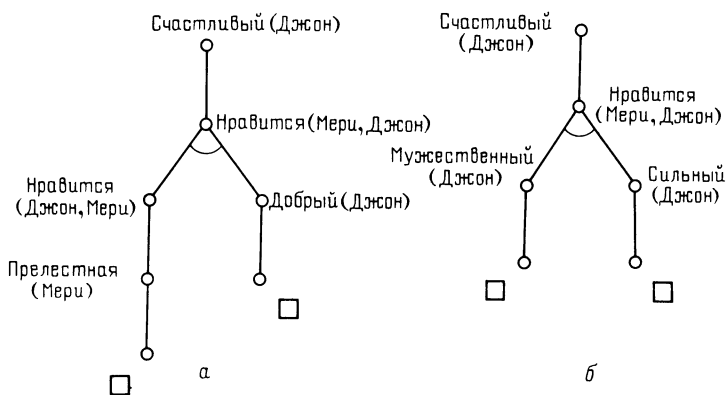 Счастливый (Джон)
Нравится (Мери, Джон)
Нравится
(Джон, Мери)
Добрый (Джон)
Прелестная
(Мери)
а
Счастливый
(Джон)
Нравится
(Мери, Джон)
Мужественный
(Джон)
Сильный
(Джон)
б